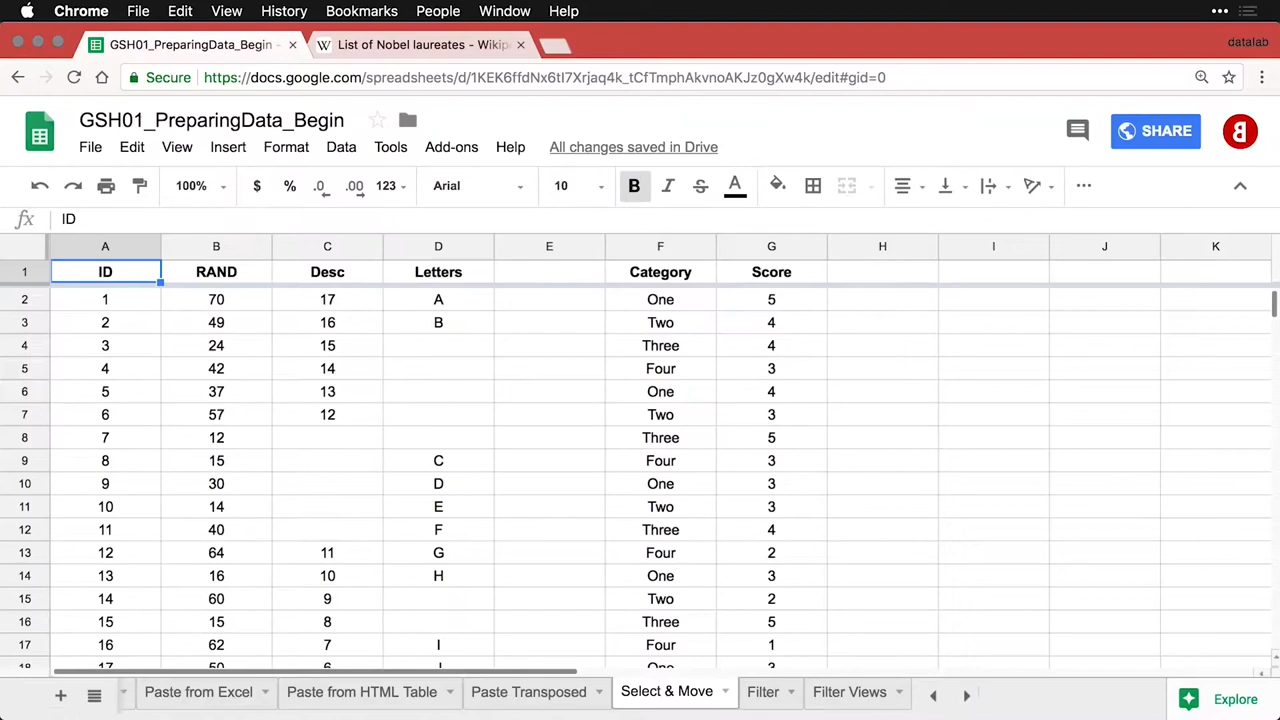 Chrome File Edit View History Bookmarks People Window Help
GSH01_PreparingData_Begin - × W List of Nobel laureates - Wikip × datalab
Secure https://docs.google.com/spreadsheets/d/1KEK6ffdNx6tI7Xrjaq4k_tCfTmphAkvnoAKJz0gXw4k/edit#gid=0
GSH01_PreparingData_Begin
SHARE
File Edit View Insert Format Data Tools Add-ons Help All changes saved in Drive
100% $ % .0 .00 123 Arial 10 B I S A
fx ID
A B C D E F G H I J K
1 ID RAND Desc Letters Category Score
2 1 70 17 A One 5
3 2 49 16 B Two 4
4 3 24 15 Three 4
5 4 42 14 Four 3
6 5 37 13 One 4
7 6 57 12 Two 3
8 7 12 Three 5
9 8 15 C Four 3
10 9 30 D One 3
11 10 14 E Two 3
12 11 40 F Three 4
13 12 64 11 G Four 2
14 13 16 10 H One 3
15 14 60 9 Two 2
16 15 15 8 Three 5
17 16 62 7 I Four 1
18 17 50 6 J One 3
Paste from Excel Paste from HTML Table Paste Transposed Select & Move Filter Filter Views Explore